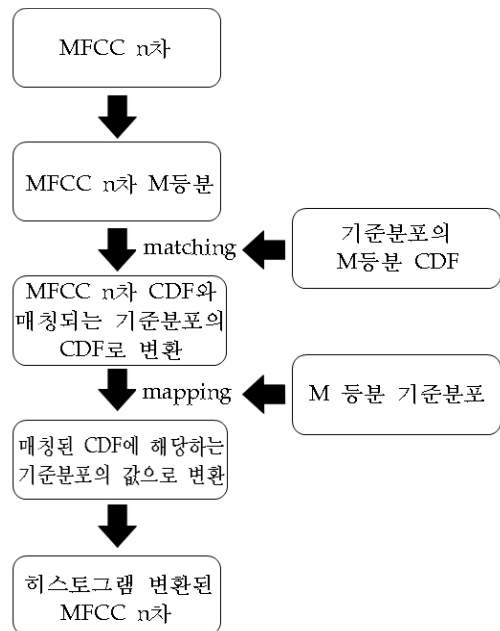 MFCC n차
MFCC n차 M등분
matching
기준분포의
M등분 CDF
MFCC n차 CDF와
매칭되는 기준분포의
CDF로 변환
mapping
M 등분 기준분포
매칭된 CDF에 해당하는
기준분포의 값으로 변환
히스토그램 변환된
MFCC n차